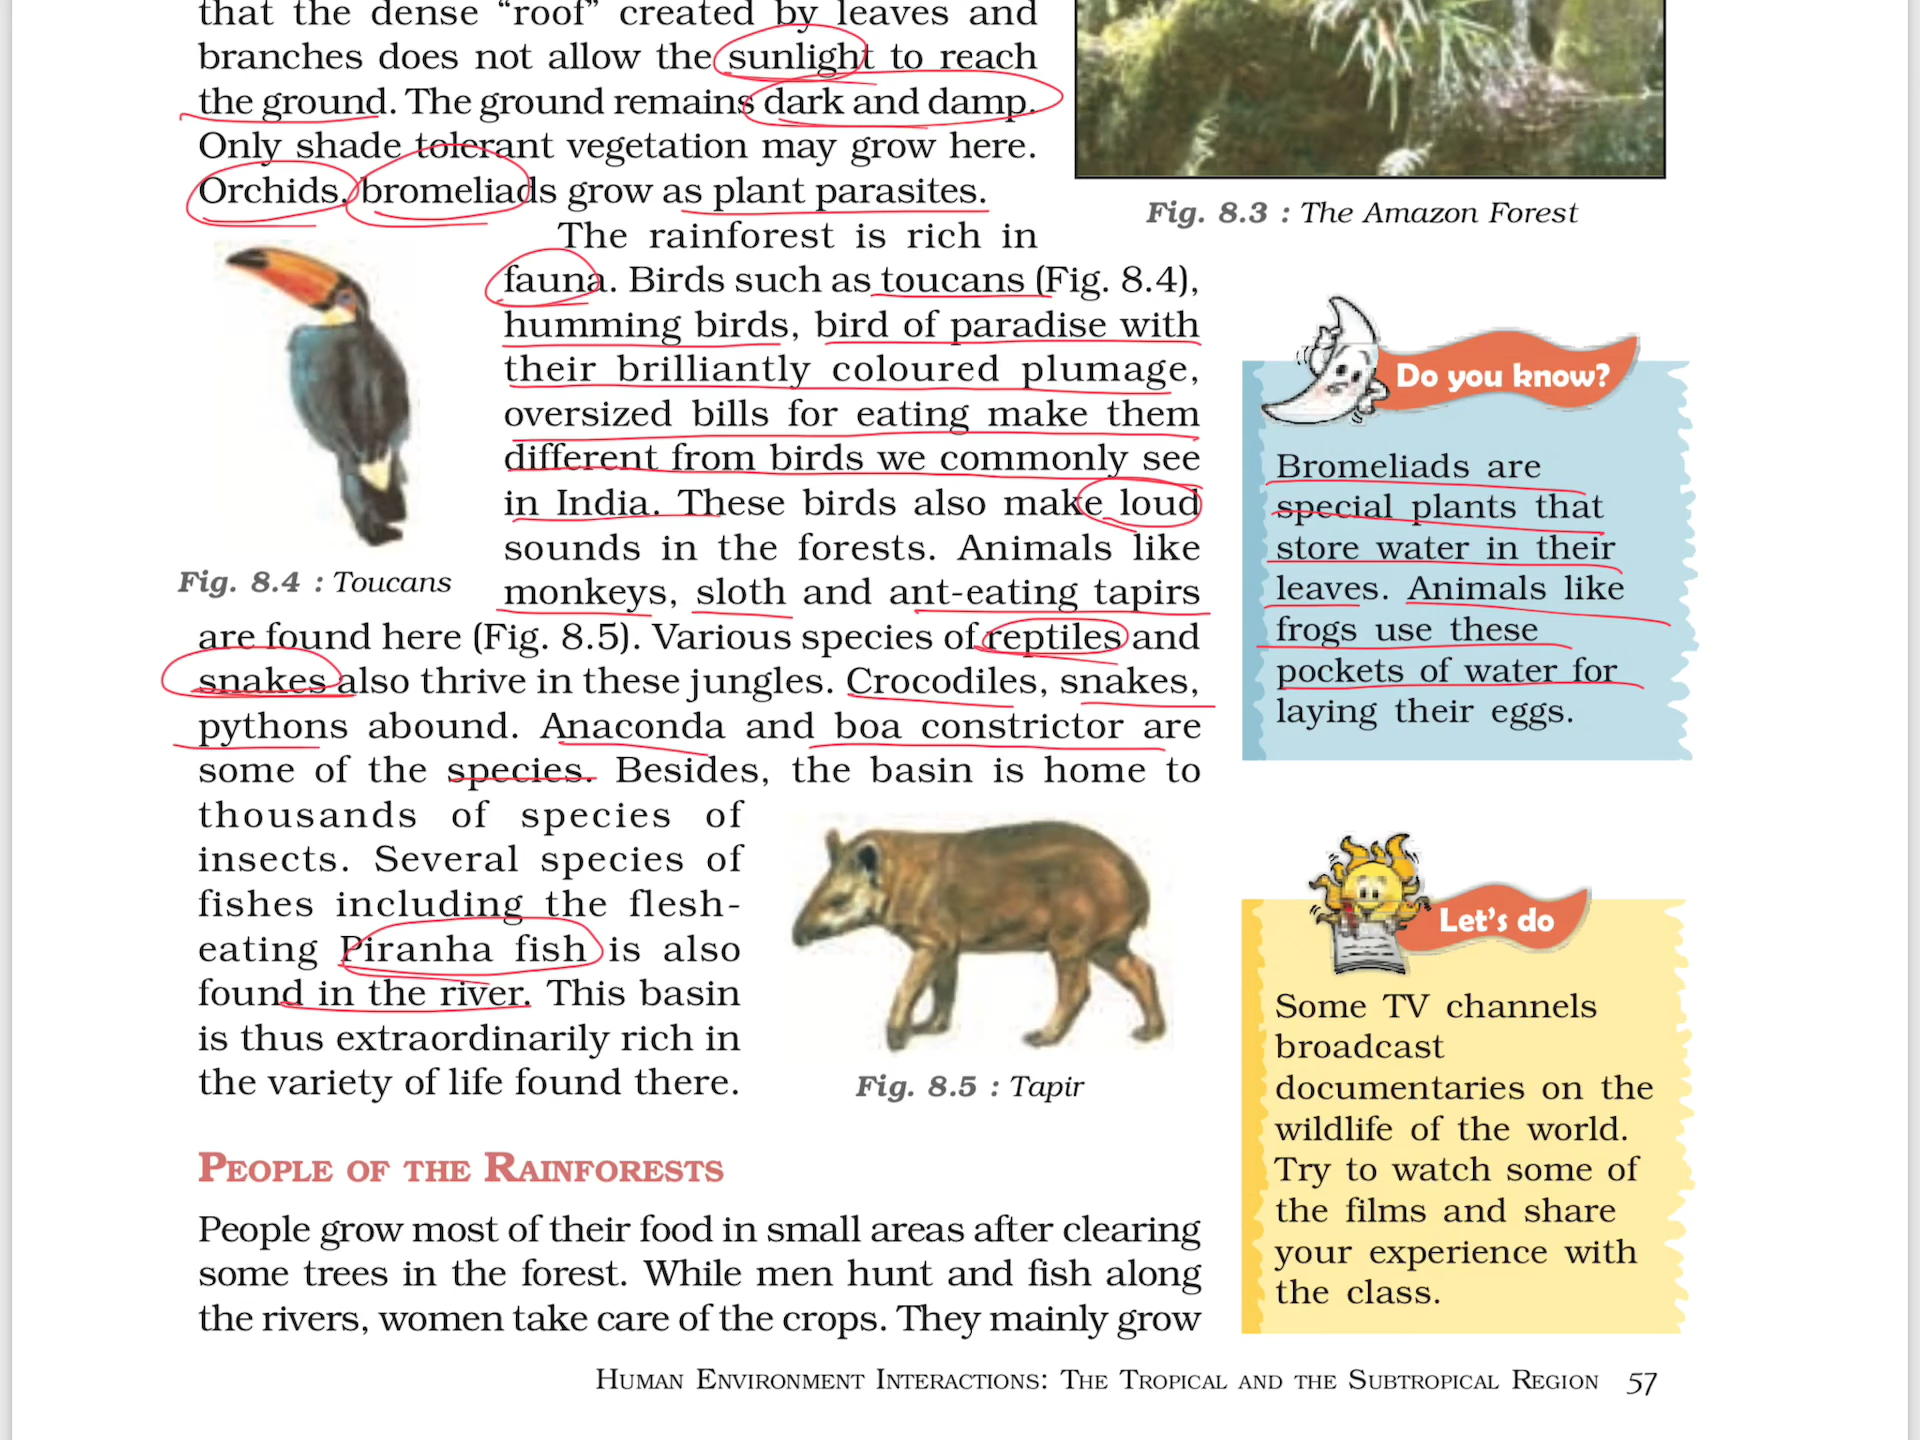 that the dense “roof” created by leaves and
branches does not allow the sunlight to reach
the ground. The ground remains dark and damp.
Only shade tolerant vegetation may grow here.
Orchids, bromeliads grow as plant parasites.
Fig. 8.3 : The Amazon Forest
The rainforest is rich in
fauna. Birds such as toucans (Fig. 8.4),
humming birds, bird of paradise with
their brilliantly coloured plumage,
oversized bills for eating make them
different from birds we commonly see
in India. These birds also make loud
sounds in the forests. Animals like
monkeys, sloth and ant-eating tapirs
Fig. 8.4 : Toucans
are found here (Fig. 8.5). Various species of reptiles and
snakes also thrive in these jungles. Crocodiles, snakes,
pythons abound. Anaconda and boa constrictor are
some of the species. Besides, the basin is home to
thousands of species of
insects. Several species of
fishes including the flesh-
eating Piranha fish is also
found in the river. This basin
is thus extraordinarily rich in
the variety of life found there.
Fig. 8.5 : Tapir
PEOPLE OF THE RAINFORESTS
People grow most of their food in small areas after clearing
some trees in the forest. While men hunt and fish along
the rivers, women take care of the crops. They mainly grow
Do you know?
Bromeliads are
special plants that
store water in their
leaves. Animals like
frogs use these
pockets of water for
laying their eggs.
Let’s do
Some TV channels
broadcast
documentaries on the
wildlife of the world.
Try to watch some of
the films and share
your experience with
the class.
HUMAN ENVIRONMENT INTERACTIONS: THE TROPICAL AND THE SUBTROPICAL REGION 57